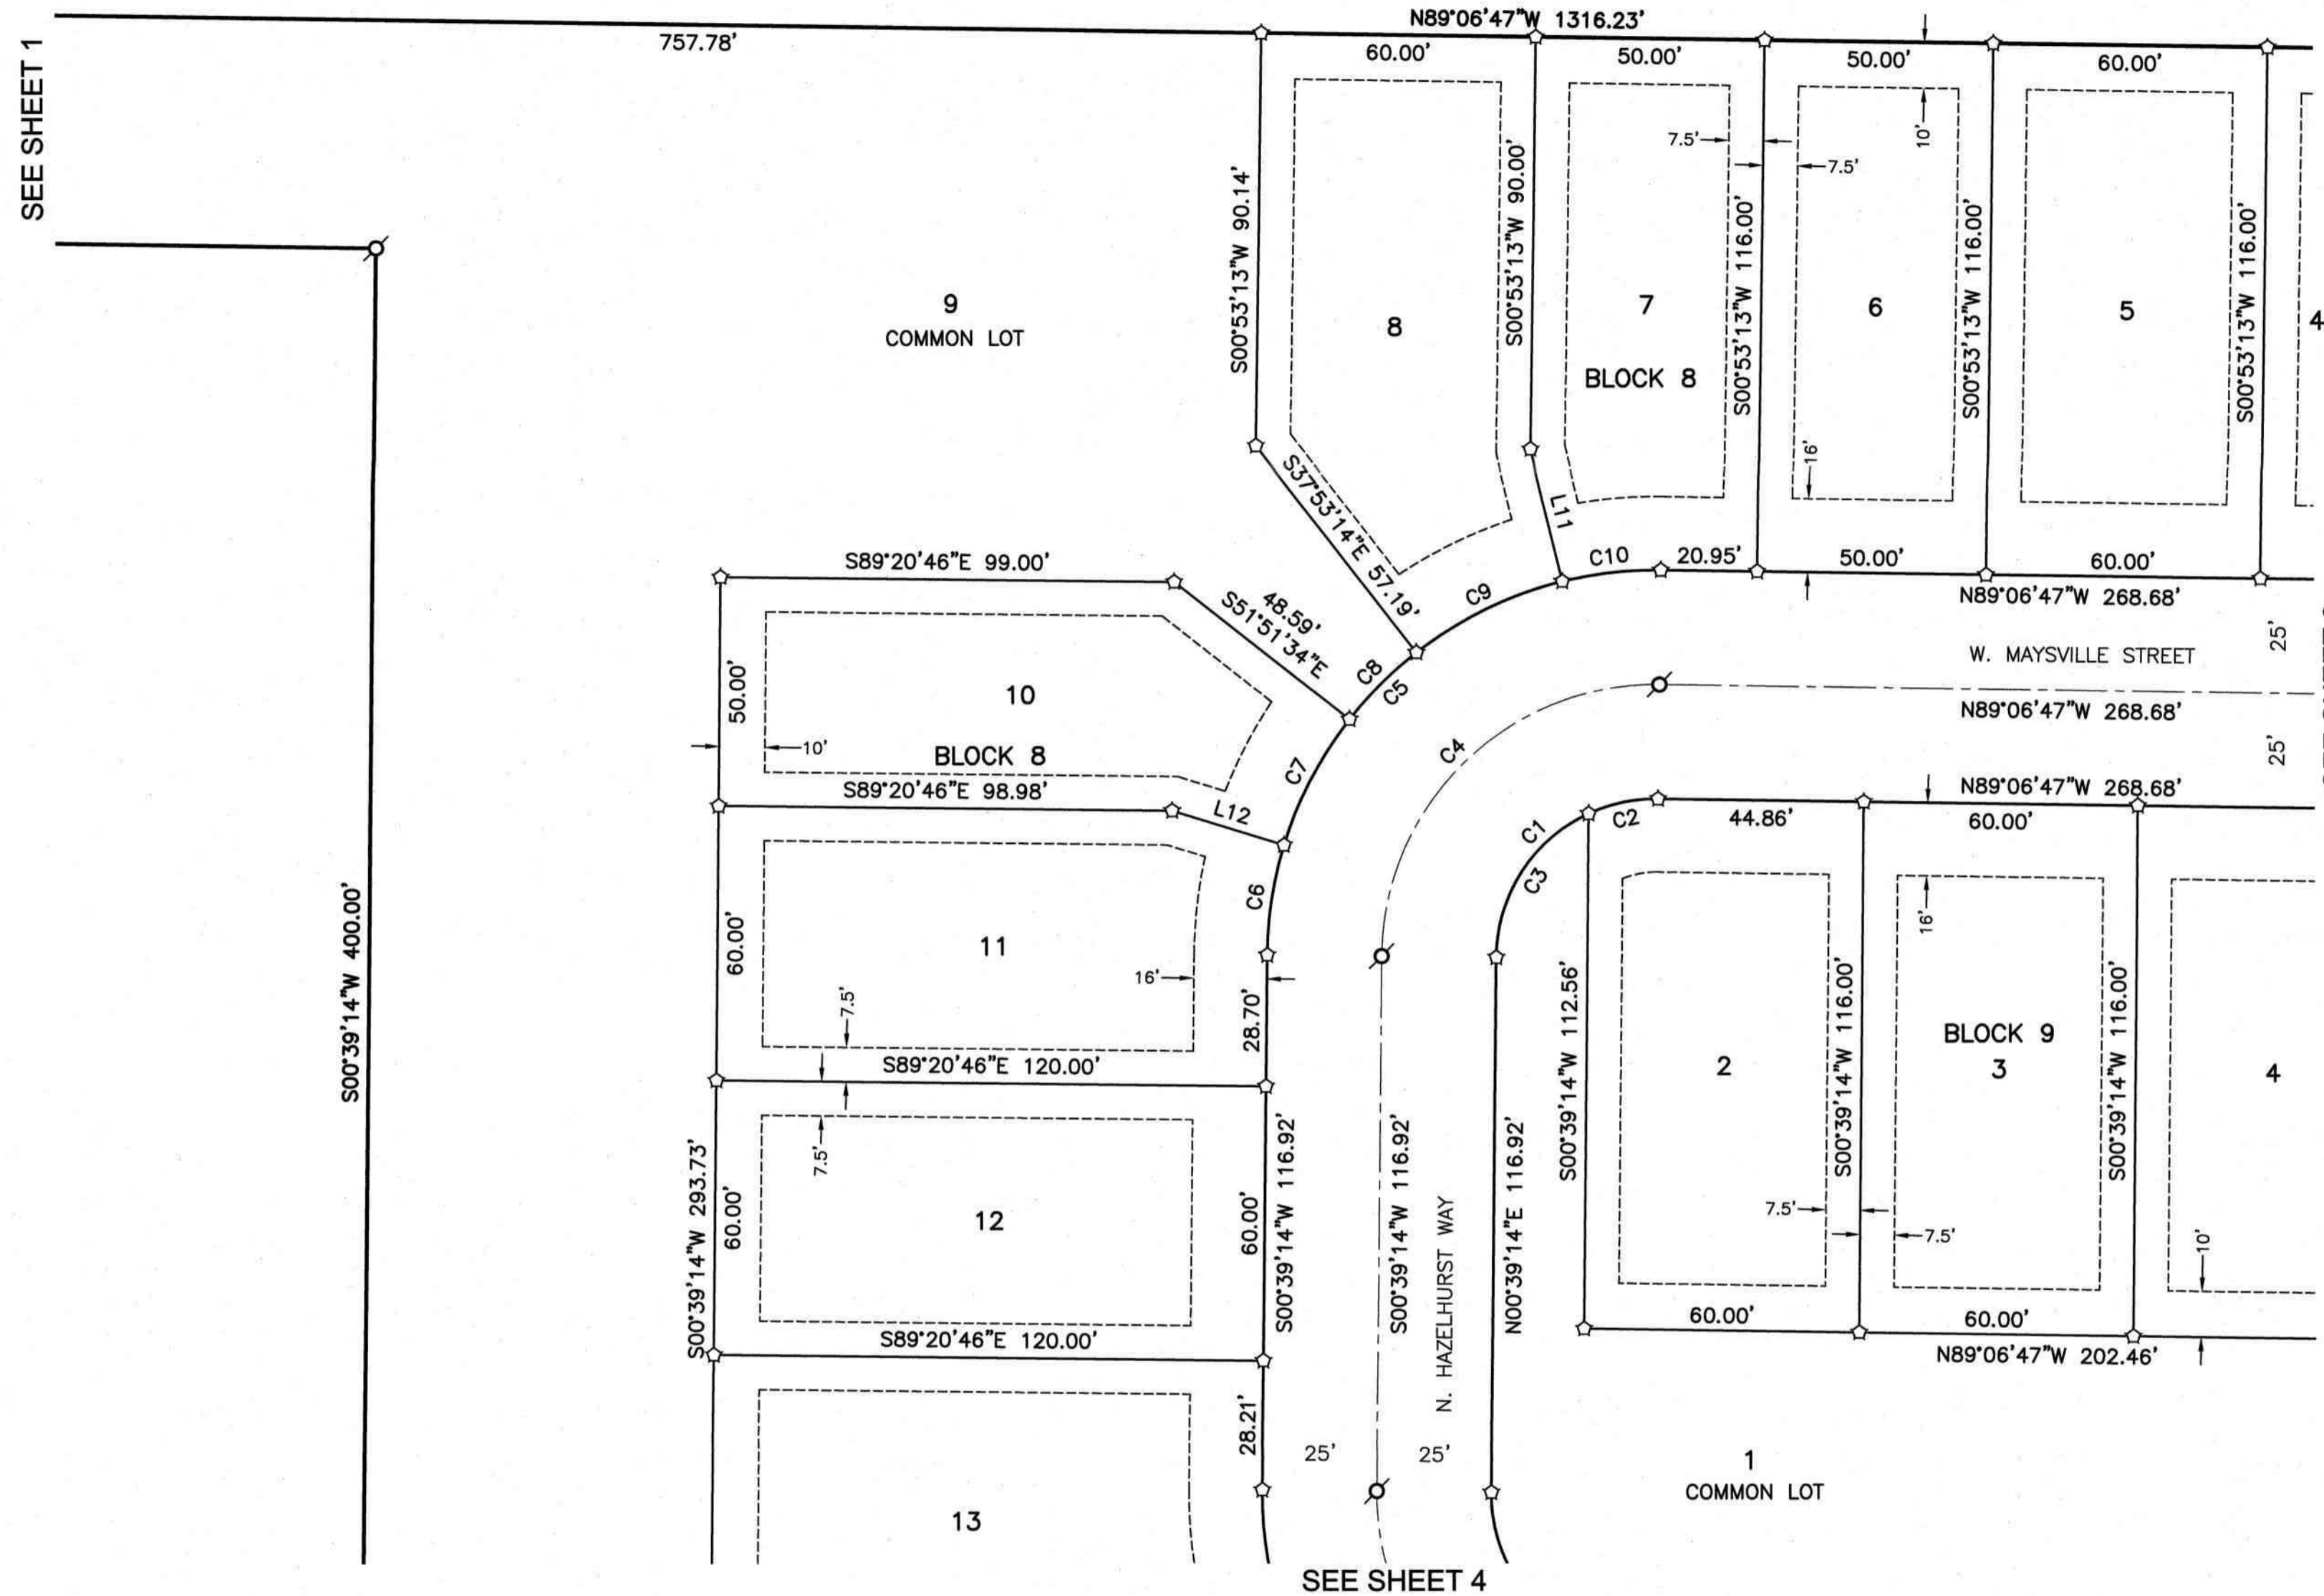 SEE SHEET 1
N89°06'47"W 1316.23'
757.78'
60.00'
50.00'
50.00'
60.00'
7.5'
7.5'
10'
S00°53'13"W 90.14'
S00°53'13"W 90.00'
S00°53'13"W 116.00'
S00°53'13"W 116.00'
S00°53'13"W 116.00'
9
COMMON LOT
8
7
BLOCK 8
6
5
4
16'
S37°53'14"E 57.19'
L11
C9
C10
20.95'
50.00'
60.00'
N89°06'47"W 268.68'
S89°20'46"E 99.00'
48.59'
S51°51'34"E
C8
C5
W. MAYSVILLE STREET
25'
50.00'
10
10'
BLOCK 8
S89°20'46"E 98.98'
L12
C7
C4
N89°06'47"W 268.68'
25'
N89°06'47"W 268.68'
C1
C2
44.86'
60.00'
C3
C6
60.00'
11
16'
7.5'
28.70'
S00°39'14"W 400.00'
S89°20'46"E 120.00'
16'
S00°39'14"W 112.56'
S00°39'14"W 116.00'
S00°39'14"W 116.00'
2
BLOCK 9
3
4
7.5'
S00°39'14"W 293.73'
60.00'
12
60.00'
S00°39'14"W 116.92'
S00°39'14"W 116.92'
N. HAZELHURST WAY
N00°39'14"E 116.92'
7.5'
7.5'
10'
S89°20'46"E 120.00'
60.00'
60.00'
N89°06'47"W 202.46'
28.21'
25'
25'
13
1
COMMON LOT
SEE SHEET 4